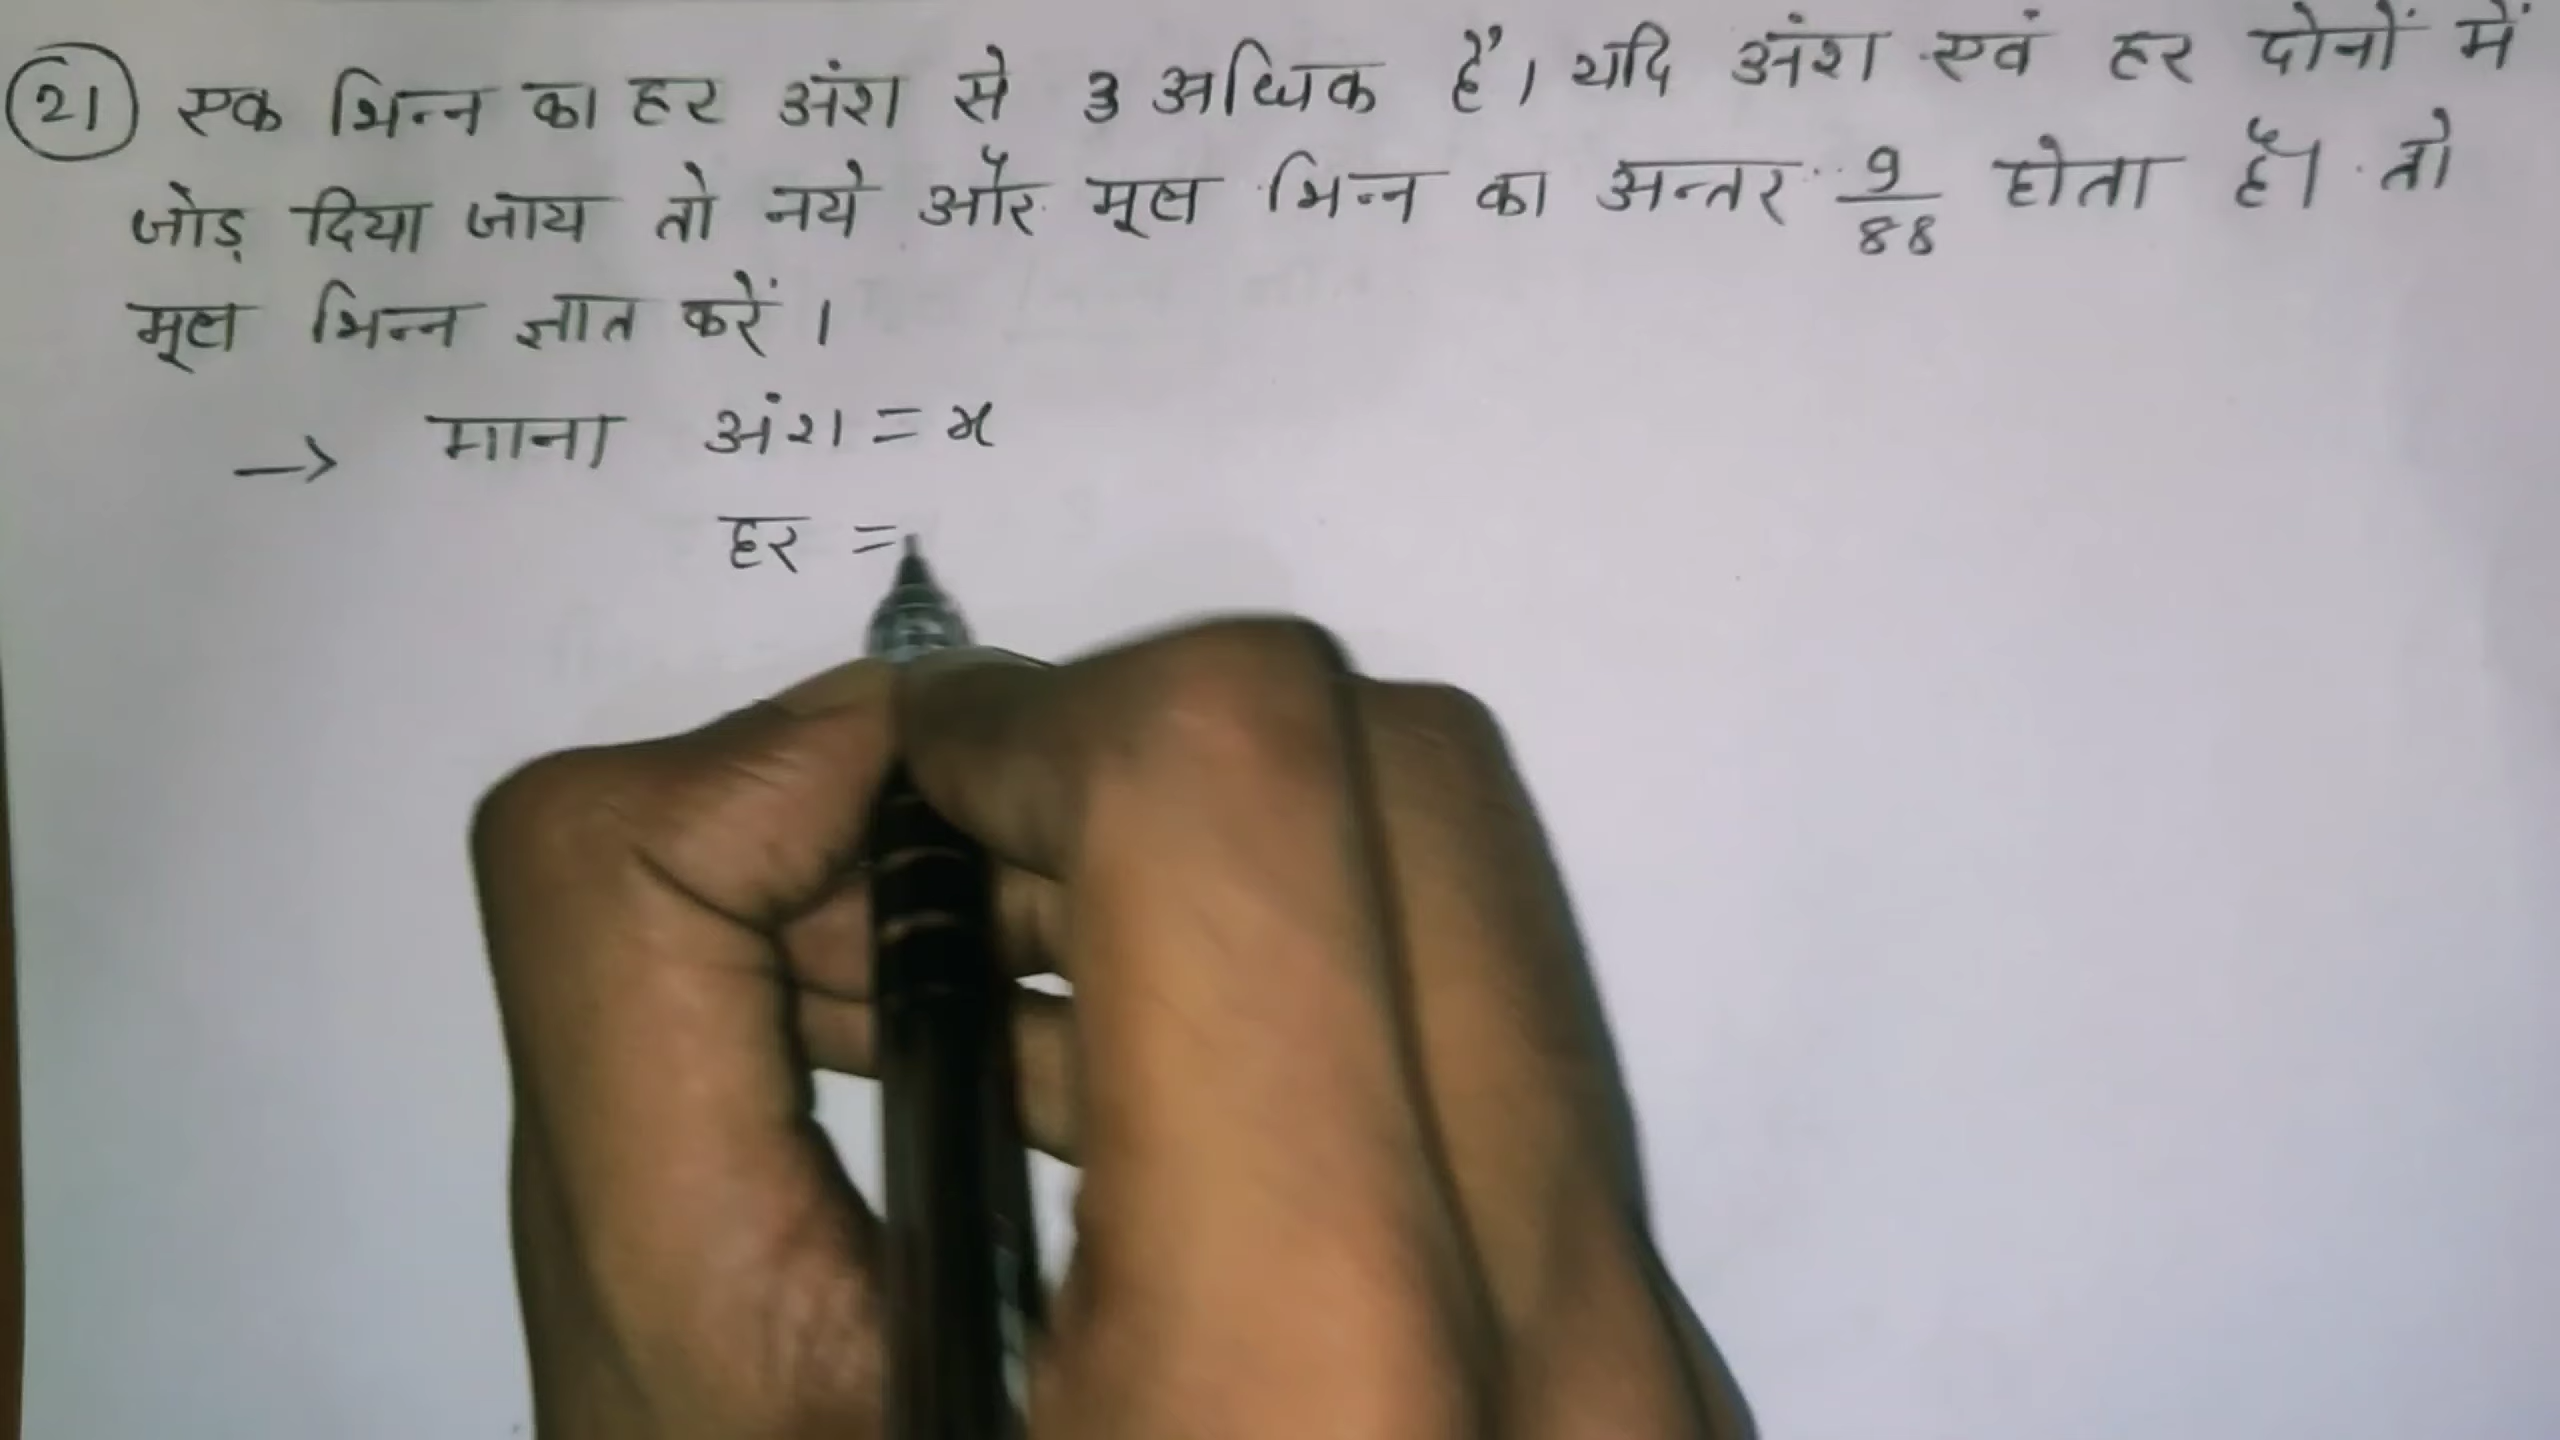 (21) एक भिन्न का हर अंश से 3 अधिक है। यदि अंश एवं हर दोनों में
जोड़ दिया जाय तो नये और मूल भिन्न का अन्तर 9/88 होता है। तो
मूल भिन्न ज्ञात करें।
→ माना अंश = x
हर =